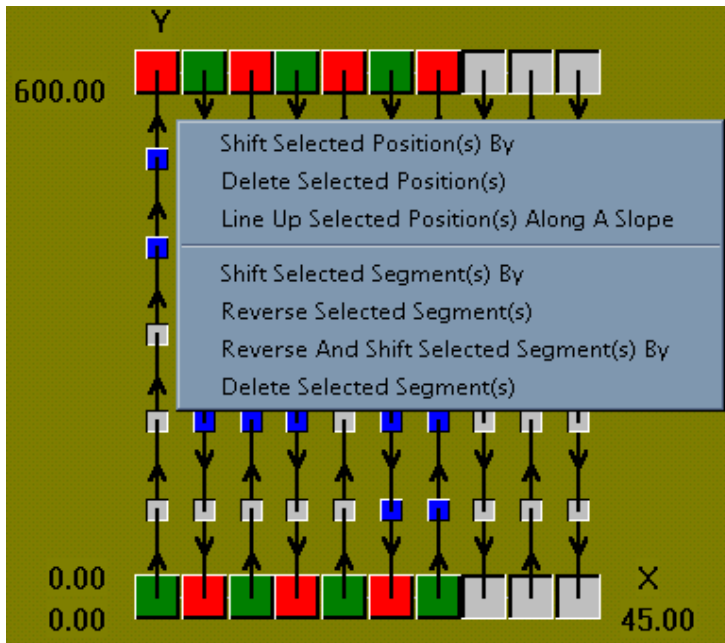 Y
600.00
Shift Selected Position(s) By
Delete Selected Position(s)
Line Up Selected Position(s) Along A Slope
Shift Selected Segment(s) By
Reverse Selected Segment(s)
Reverse And Shift Selected Segment(s) By
Delete Selected Segment(s)
0.00
X
0.00
45.00